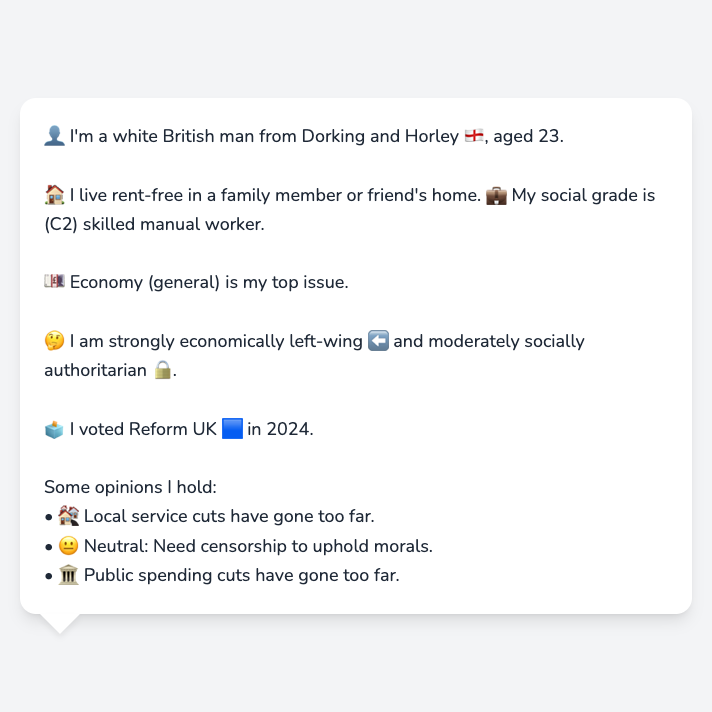 👤 I'm a white British man from Dorking and Horley 🏴󠁧󠁢󠁥󠁮󠁧󠁿, aged 23.
🏠 I live rent-free in a family member or friend's home. 💼 My social grade is
(C2) skilled manual worker.
💷 Economy (general) is my top issue.
🤔 I am strongly economically left-wing ⬅️ and moderately socially
authoritarian 🔒.
🗳️ I voted Reform UK 🟦 in 2024.
Some opinions I hold:
• 🏚️ Local service cuts have gone too far.
• 😐 Neutral: Need censorship to uphold morals.
• 🏛️ Public spending cuts have gone too far.